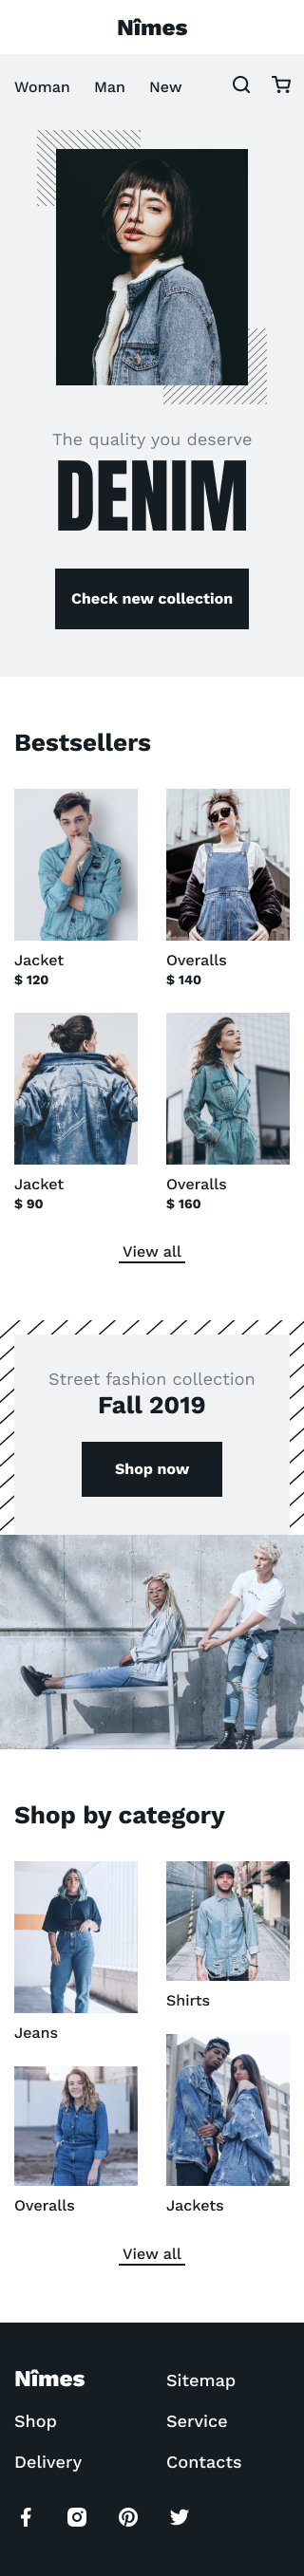 Nîmes
Woman Man New
The quality you deserve
DENIM
Check new collection
Bestsellers
Jacket
$ 120
Overalls
$ 140
Jacket
$ 90
Overalls
$ 160
View all
Street fashion collection
Fall 2019
Shop now
Shop by category
Jeans
Shirts
Overalls
Jackets
View all
Nîmes
Sitemap
Shop
Service
Delivery
Contacts